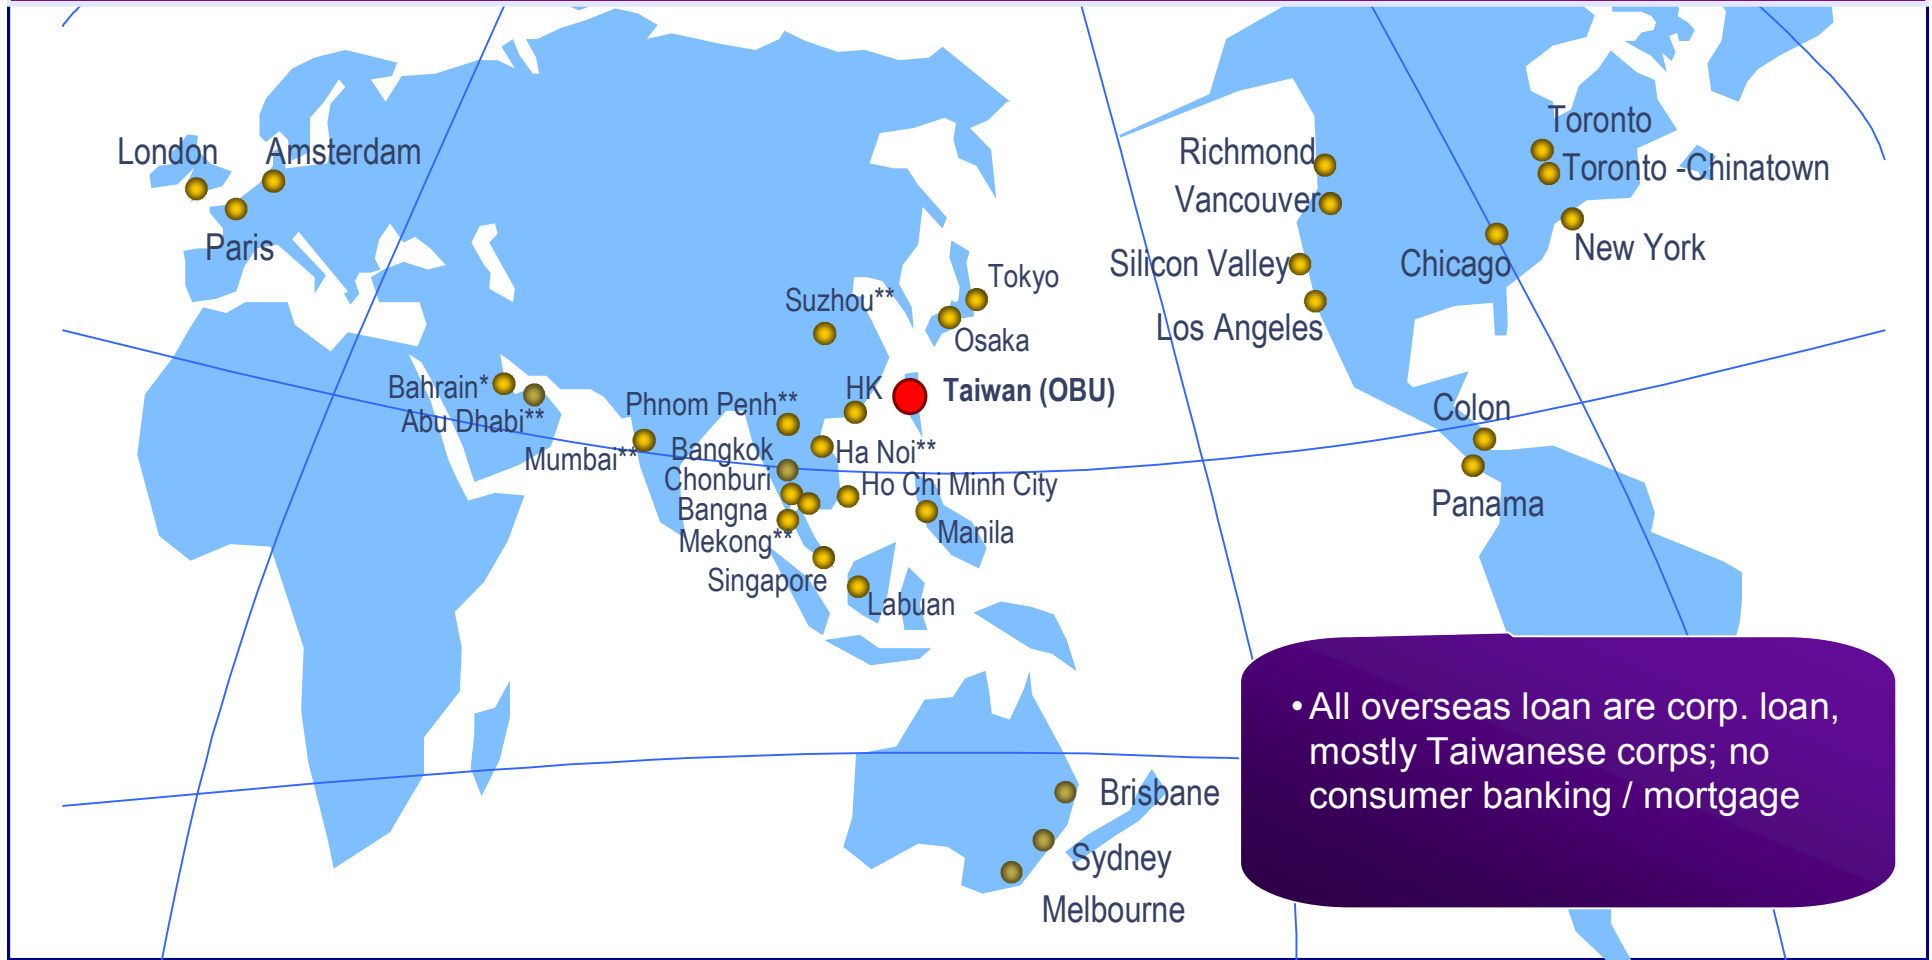 London
Amsterdam
Paris
Bahrain*
Abu Dhabi**
Mumbai**
Suzhou**
Tokyo
Osaka
HK
Taiwan (OBU)
Phnom Penh**
Bangkok
Ha Noi**
Chonburi
Ho Chi Minh City
Bangna
Mekong**
Manila
Singapore
Labuan
Brisbane
Sydney
Melbourne
Richmond
Vancouver
Silicon Valley
Los Angeles
Toronto
Toronto -Chinatown
New York
Chicago
Colon
Panama
•All overseas loan are corp. loan,
mostly Taiwanese corps; no
consumer banking / mortgage